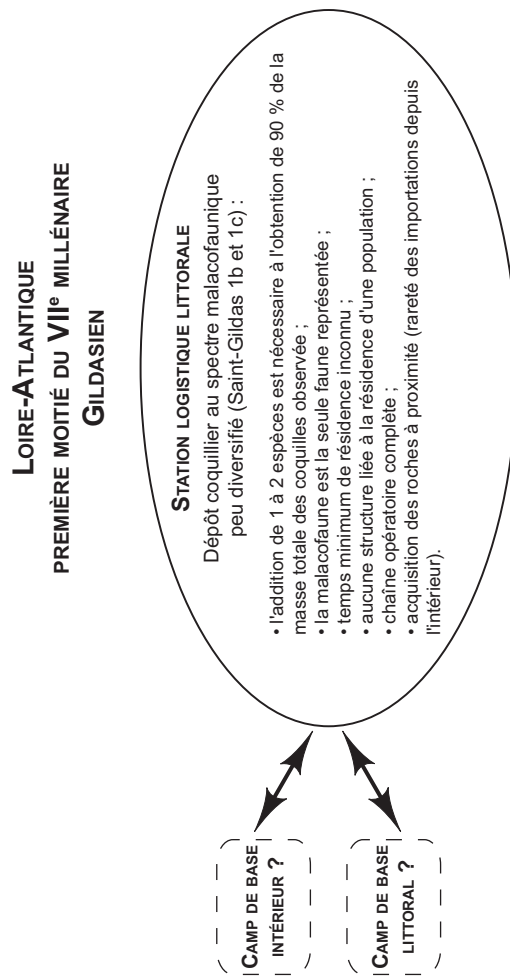 LOIRE-ATLANTIQUE
PREMIÈRE MOITIÉ DU VIIe MILLÉNAIRE
GILDASIEN
STATION LOGISTIQUE LITTORALE
Dépôt coquillier au spectre malacofaunique
peu diversifié (Saint-Gildas 1b et 1c) :
• l'addition de 1 à 2 espèces est nécessaire à l'obtention de 90 % de la
masse totale des coquilles observée ;
• la malacofaune est la seule faune représentée ;
• temps minimum de résidence inconnu ;
• aucune structure liée à la résidence d'une population ;
• chaîne opératoire complète ;
• acquisition des roches à proximité (rareté des importations depuis
l'intérieur).
CAMP DE BASE
INTÉRIEUR ?
CAMP DE BASE
LITTORAL ?